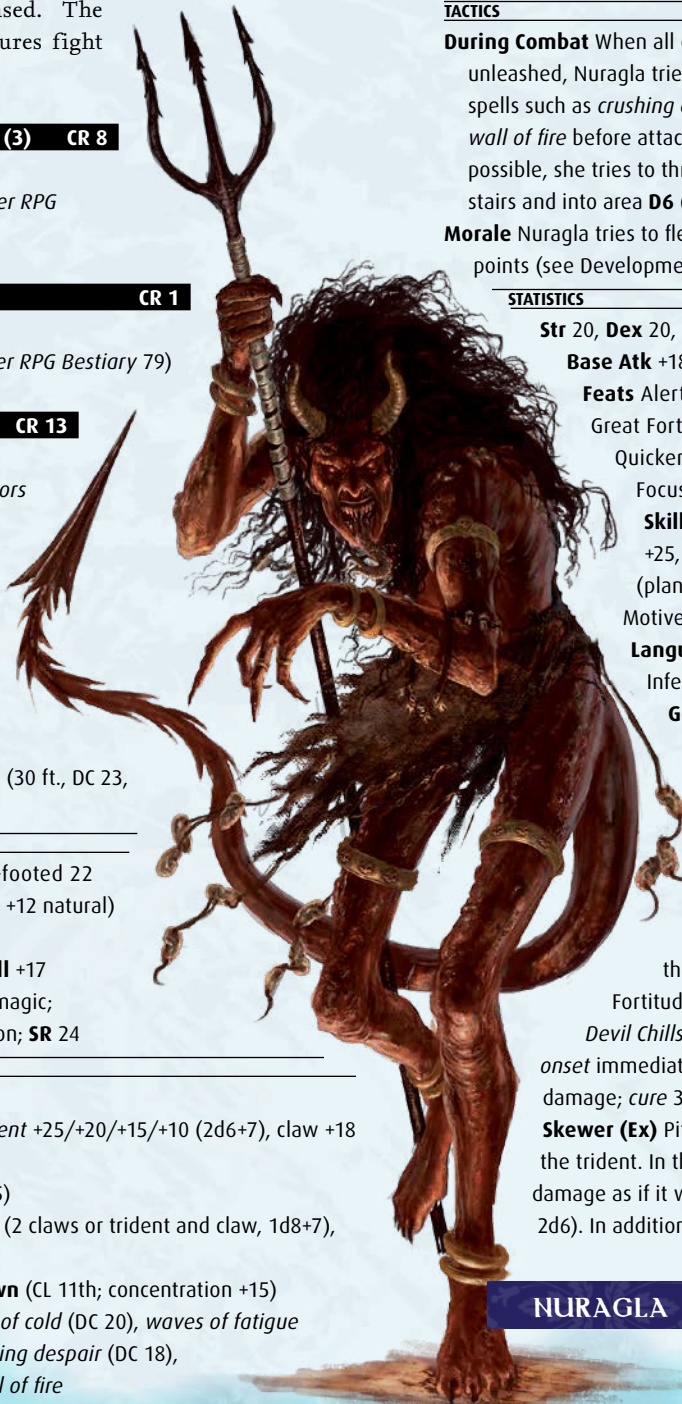 sed. The
ures fight
(3) CR 8
er RPG
CR 1
er RPG Bestiary 79)
CR 13
ors
(30 ft., DC 23,
footed 22
+12 natural)
ll +17
magic;
on; SR 24
ent +25/+20/+15/+10 (2d6+7), claw +18
)
(2 claws or trident and claw, 1d8+7),
wn (CL 11th; concentration +15)
of cold (DC 20), waves of fatigue
ing despair (DC 18),
l of fire
TACTICS
During Combat When all
unleashed, Nuragla tries
spells such as crushing
wall of fire before attac
possible, she tries to thr
stairs and into area D6
Morale Nuragla tries to fle
points (see Developme
STATISTICS
Str 20, Dex 20,
Base Atk +18
Feats Alert
Great Fort
Quicken
Focus
Skill
+25,
(plan
Motive
Langu
Infe
G
th
Fortitud
Devil Chills
onset immediat
damage; cure 3
Skewer (Ex) Pi
the trident. In th
damage as if it w
2d6). In addition
NURAGLA